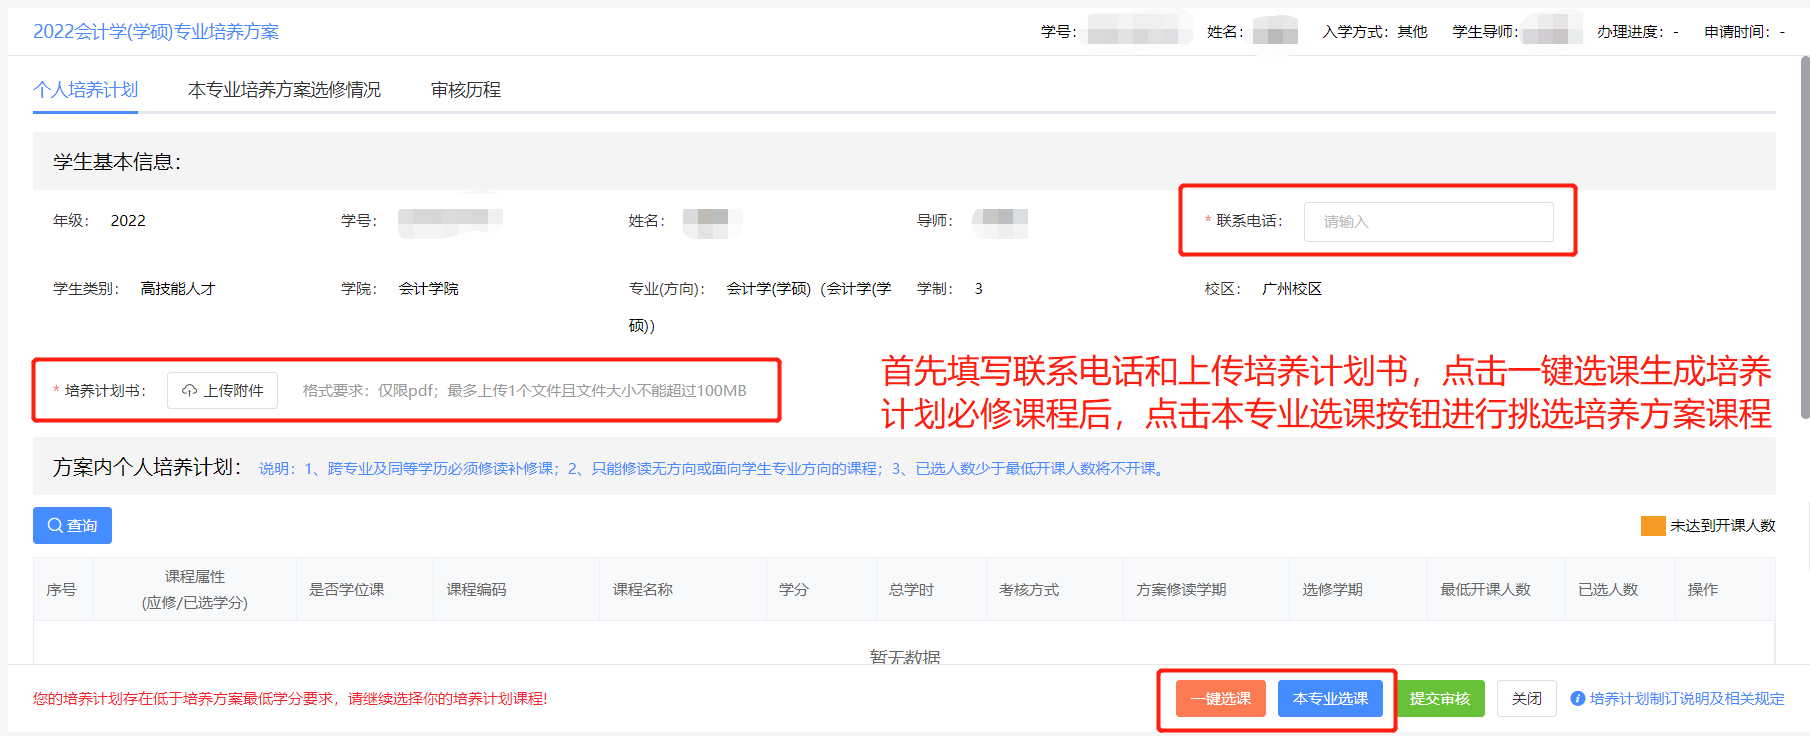 2022会计学(学硕)专业培养方案 学号: 姓名: 入学方式: 其他 学生导师: 办理进度: - 申请时间: -
个人培养计划 本专业培养方案选修情况 审核历程
学生基本信息:
年级: 2022 学号: 姓名: 导师: * 联系电话: 请输入
学生类别: 高技能人才 学院: 会计学院 专业(方向): 会计学(学硕) (会计学(学 学制: 3 校区: 广州校区
硕))
首先填写联系电话和上传培养计划书，点击一键选课生成培养
计划必修课程后，点击本专业选课按钮进行挑选培养方案课程
* 培养计划书: 上传附件 格式要求: 仅限pdf; 最多上传1个文件且文件大小不能超过100MB
方案内个人培养计划: 说明: 1、跨专业及同等学历必须修读补修课; 2、只能修读无方向或面向学生专业方向的课程; 3、已选人数少于最低开课人数将不开课。
查询 未达到开课人数
序号 课程属性 是否学位课 课程编码 课程名称 学分 总学时 考核方式 方案修读学期 选修学期 最低开课人数 已选人数 操作
(应修/已选学分)
暂无数据
您的培养计划存在低于培养方案最低学分要求，请继续选择你的培养计划课程! 一键选课 本专业选课 提交审核 关闭 培养计划制订说明及相关规定